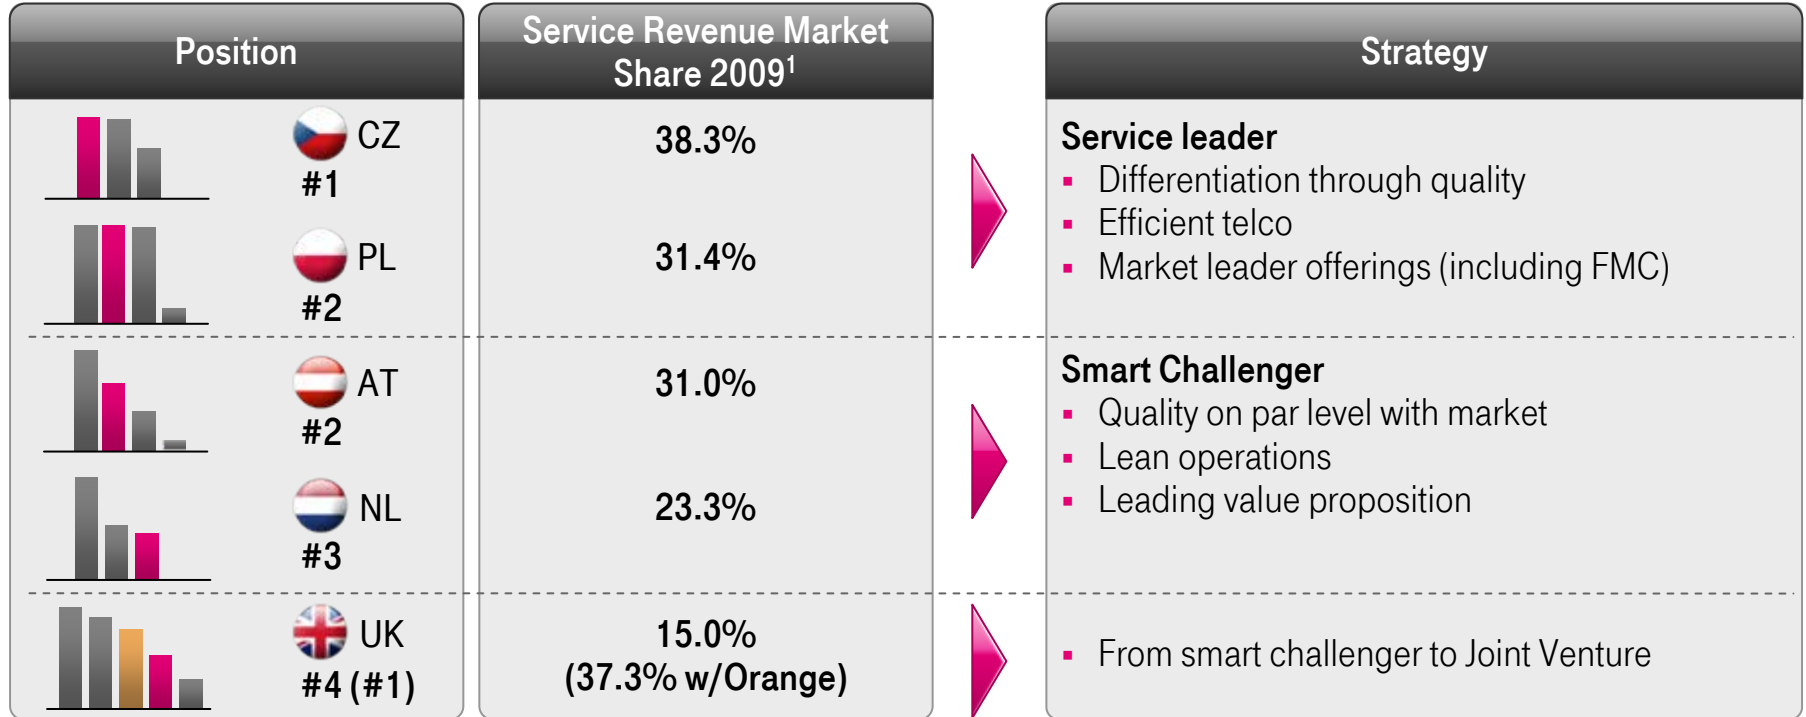 Position
Service Revenue Market
Share 2009¹
Strategy
CZ
#1
38.3%
PL
#2
31.4%
Service leader
▪ Differentiation through quality
▪ Efficient telco
▪ Market leader offerings (including FMC)
AT
#2
31.0%
NL
#3
23.3%
Smart Challenger
▪ Quality on par level with market
▪ Lean operations
▪ Leading value proposition
UK
#4 (#1)
15.0%
(37.3% w/Orange)
▪ From smart challenger to Joint Venture